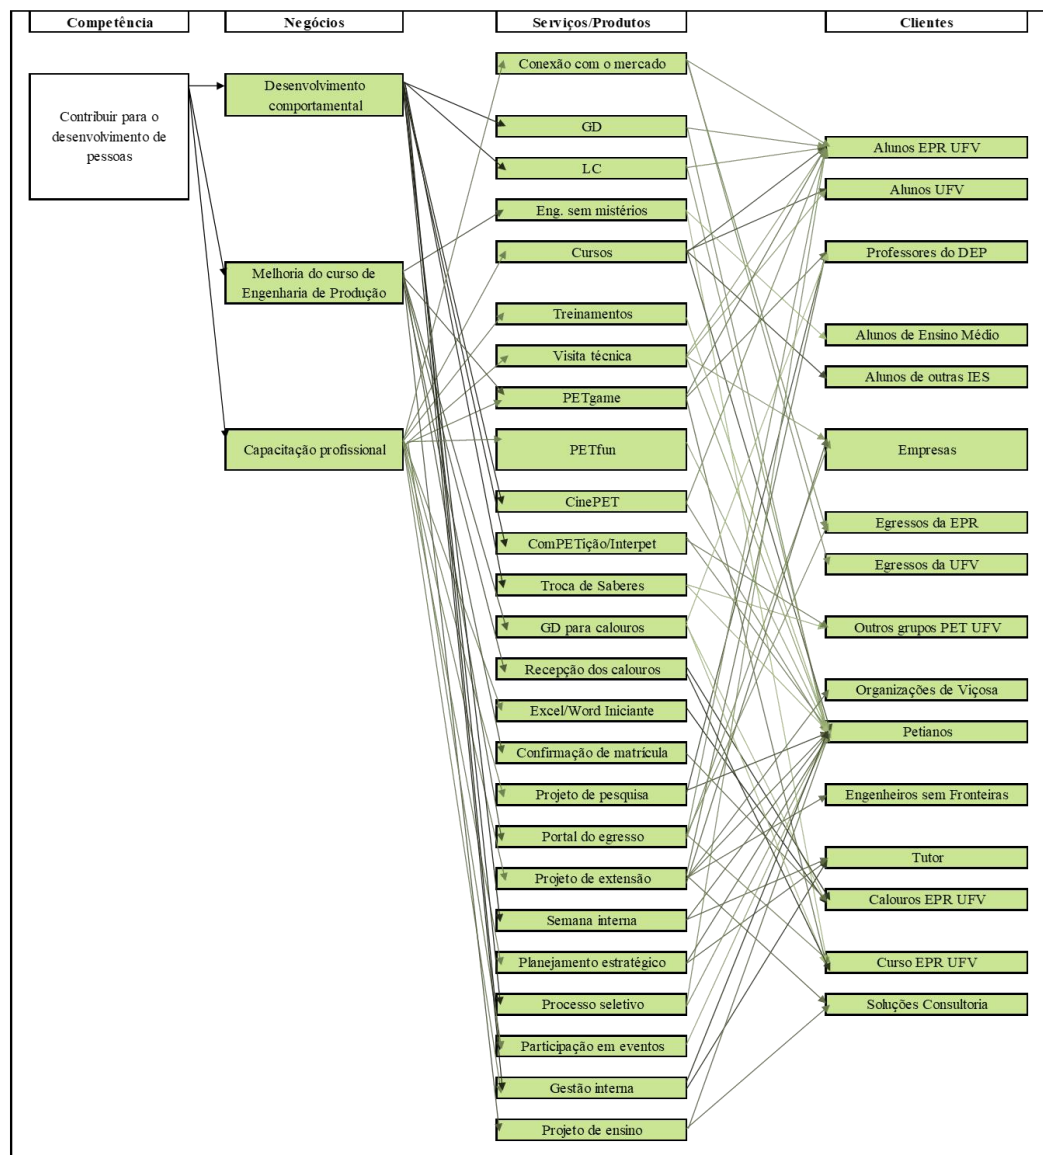 Competência
Negócios
Serviços/Produtos
Clientes
Contribuir para o
desenvolvimento de
pessoas
Desenvolvimento
comportamental
Melhoria do curso de
Engenharia de Produção
Capacitação profissional
Conexão com o mercado
GD
LC
Eng. sem mistérios
Cursos
Treinamentos
Visita técnica
PETgame
PETfun
CinePET
ComPETição/Interpet
Troca de Saberes
GD para calouros
Recepção dos calouros
Excel/Word Iniciante
Confirmação de matrícula
Projeto de pesquisa
Portal do egresso
Projeto de extensão
Semana interna
Planejamento estratégico
Processo seletivo
Participação em eventos
Gestão interna
Projeto de ensino
Alunos EPR UFV
Alunos UFV
Professores do DEP
Alunos de Ensino Médio
Alunos de outras IES
Empresas
Egressos da EPR
Egressos da UFV
Outros grupos PET UFV
Organizações de Viçosa
Petianos
Engenheiros sem Fronteiras
Tutor
Calouros EPR UFV
Curso EPR UFV
Soluções Consultoria